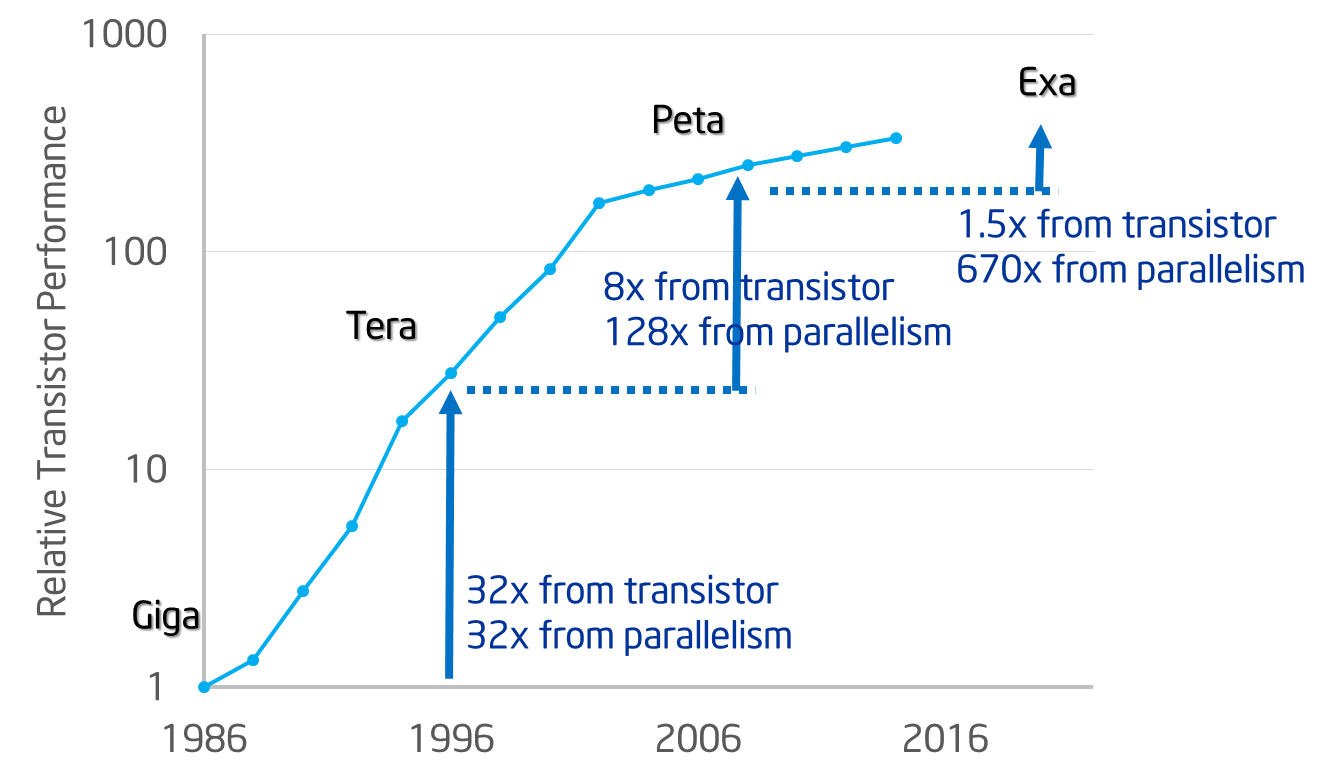 Relative Transistor Performance
1000
100
10
1
Giga
Tera
Peta
Exa
32x from transistor
32x from parallelism
8x from transistor
128x from parallelism
1.5x from transistor
670x from parallelism
1986
1996
2006
2016